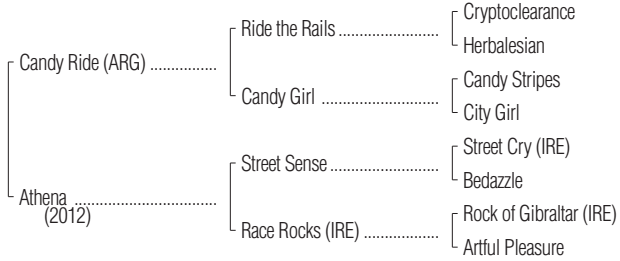 Cryptoclearance
Ride the Rails ........................
Herbalesian
Candy Ride (ARG) ................
Candy Stripes
Candy Girl ............................
City Girl
Street Cry (IRE)
Street Sense ..........................
Bedazzle
Athena ..................................
(2012)
Rock of Gibraltar (IRE)
Race Rocks (IRE) ..................
Artful Pleasure